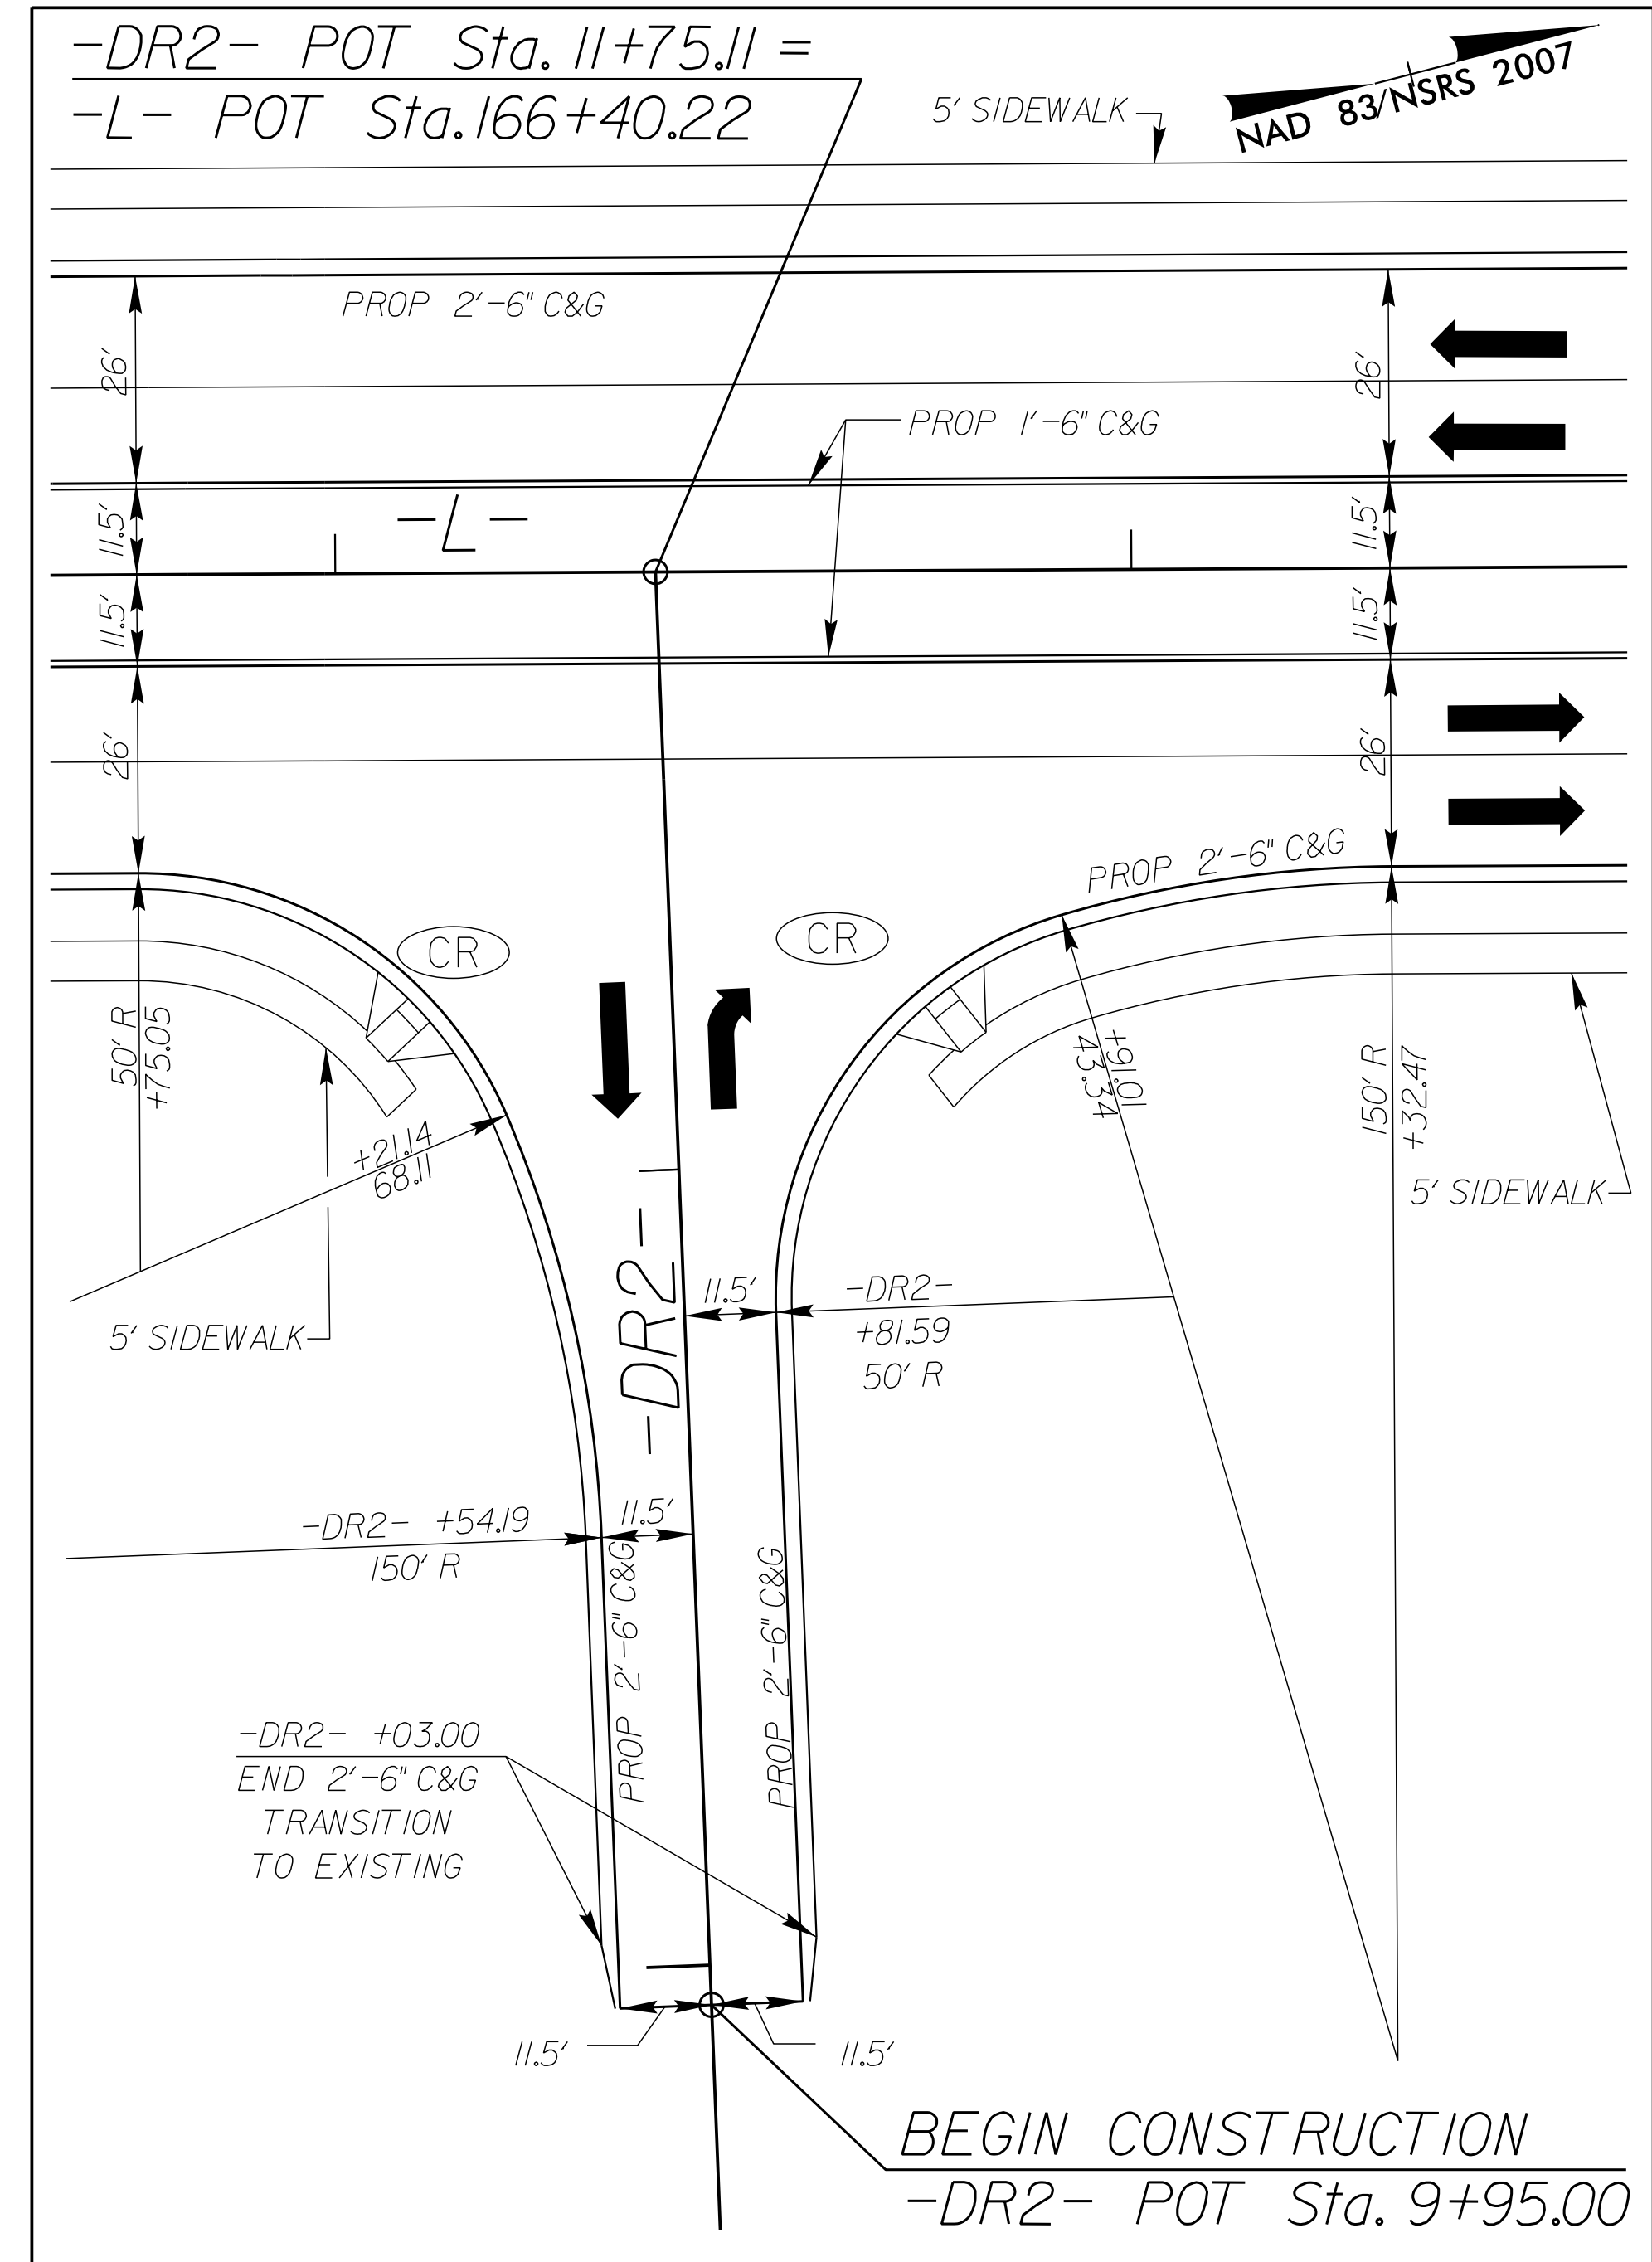 -DR2- POT Sta. 11+75.11 =
-L- POT Sta. 166+40.22
5' SIDEWALK
NAD 83/NSRS 2007
PROP 2'-6" C&G
26'
26'
PROP 1'-6" C&G
11.5'
-L-
11.5'
11.5'
11.5'
26'
26'
PROP 2'-6" C&G
CR
CR
50' R
+75.05
+91.01
43.34
150' R
+32.47
+21.14
68.11
5' SIDEWALK
5' SIDEWALK
-DR2-
11.5'
-DR2-
+81.59
50' R
-DR2- +54.19
150' R
11.5'
PROP 2'-6" C&G
PROP 2'-6" C&G
-DR2- +03.00
END 2'-6" C&G
TRANSITION
TO EXISTING
11.5'
11.5'
BEGIN CONSTRUCTION
-DR2- POT Sta. 9+95.00